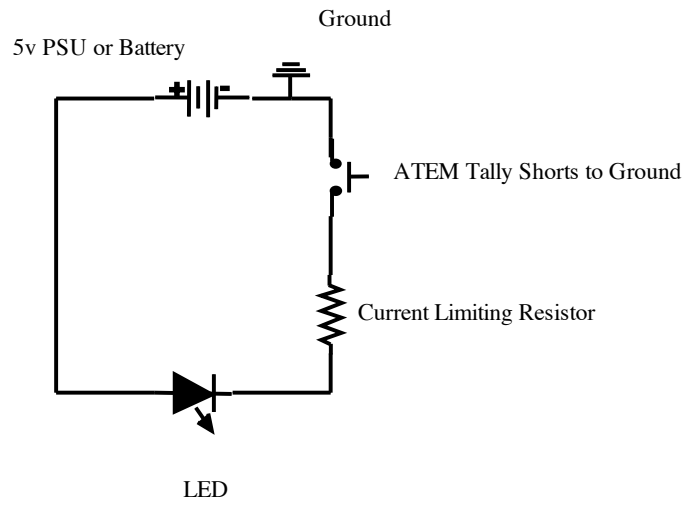 Ground
5v PSU or Battery
+ -
ATEM Tally Shorts to Ground
Current Limiting Resistor
LED